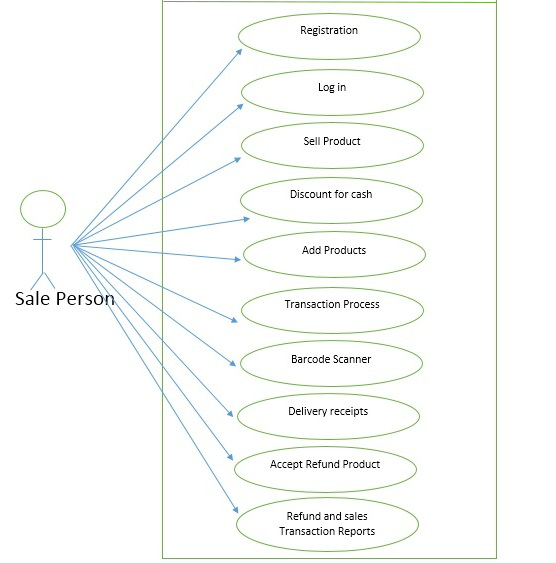 Registration
Log in
Sell Product
Discount for cash
Add Products
Sale Person
Transaction Process
Barcode Scanner
Delivery receipts
Accept Refund Product
Refund and sales
Transaction Reports